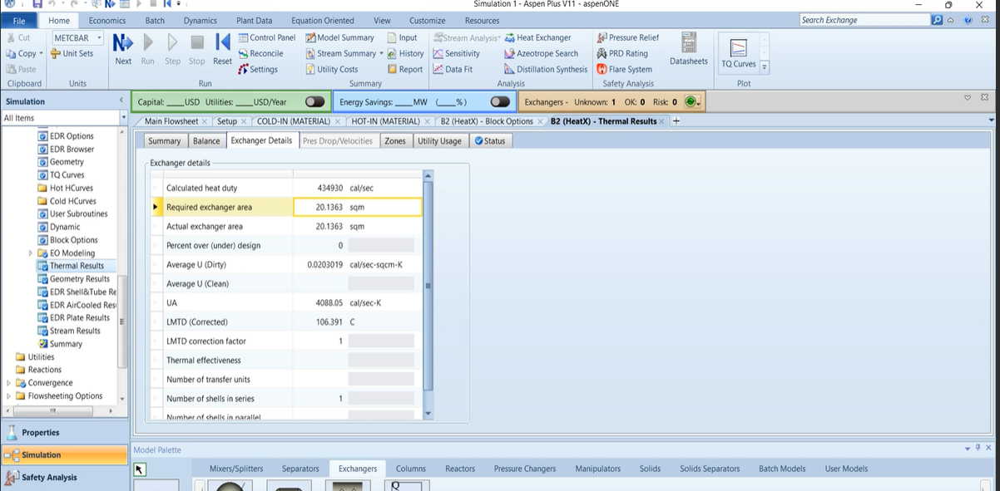 Simulation 1 - Aspen Plus V11 - aspenONE
File Home Economics Batch Dynamics Plant Data Equation Oriented View Customize Resources Search Exchange
Cut METCBAR Control Panel Model Summary Input Stream Analysis Heat Exchanger Pressure Relief
Copy Unit Sets Next Run Step Stop Reset Reconcile Stream Summary History Sensitivity Azeotrope Search PRD Rating Datasheets TQ Curves
Paste Settings Utility Costs Report Data Fit Distillation Synthesis Flare System
Clipboard Units Run Summary Analysis Safety Analysis Plot
Simulation Capital: ____USD Utilities: ____USD/Year Energy Savings: ____MW (____%) Exchangers - Unknown: 1 OK: 0 Risk: 0
All Items Main Flowsheet × Setup × COLD-IN (MATERIAL) × HOT-IN (MATERIAL) × B2 (HeatX) - Block Options × B2 (HeatX) - Thermal Results × +
EDR Options
EDR Browser
Geometry
TQ Curves
Hot HCurves
Cold HCurves
User Subroutines
Dynamic
Block Options
EO Modeling
Thermal Results
Geometry Results
EDR Shell&Tube Re
EDR AirCooled Res
EDR Plate Results
Stream Results
Summary
Utilities
Reactions
Convergence
Flowsheeting Options
Properties
Simulation
Safety Analysis
Summary Balance Exchanger Details Pres Drop/Velocities Zones Utility Usage Status
Exchanger details
Calculated heat duty 434930 cal/sec
Required exchanger area 20.1363 sqm
Actual exchanger area 20.1363 sqm
Percent over (under) design 0
Average U (Dirty) 0.0203019 cal/sec-sqcm-K
Average U (Clean)
UA 4088.05 cal/sec-K
LMTD (Corrected) 106.391 C
LMTD correction factor 1
Thermal effectiveness
Number of transfer units
Number of shells in series 1
Number of shells in parallel
Model Palette
Mixers/Splitters Separators Exchangers Columns Reactors Pressure Changers Manipulators Solids Solids Separators Batch Models User Models
Q